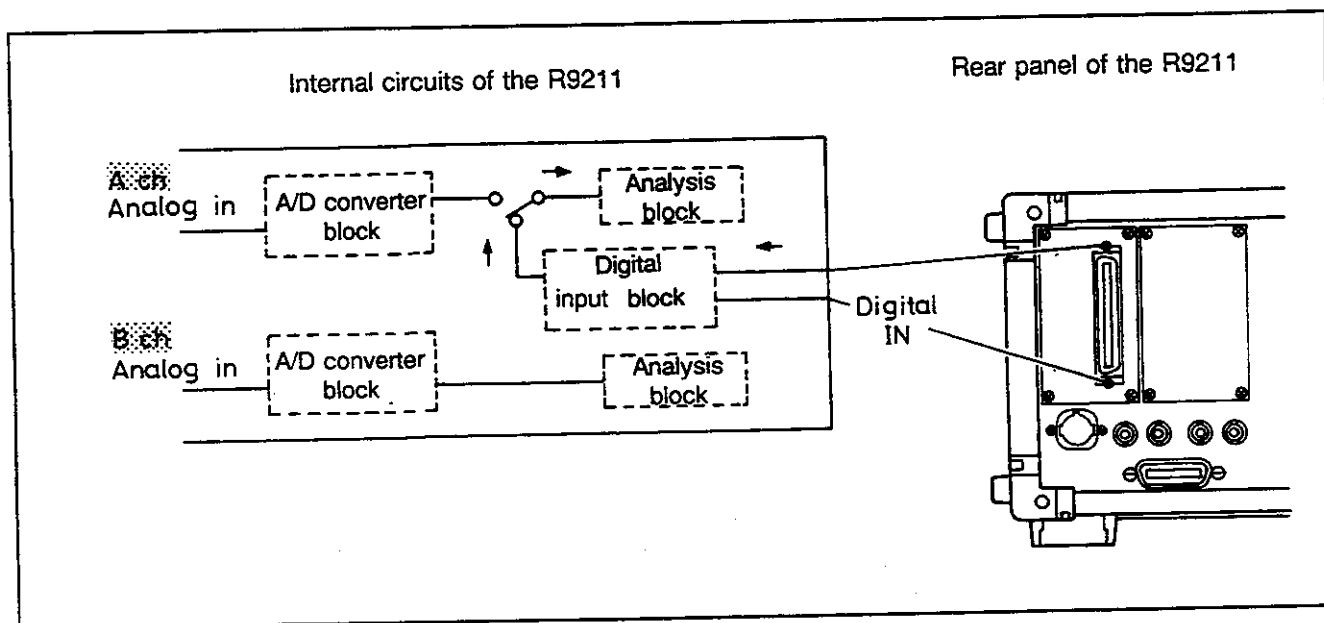 Internal circuits of the R9211
Rear panel of the R9211
A ch
Analog in
A/D converter
block
Analysis
block
Digital
input block
Digital
IN
B ch
Analog in
A/D converter
block
Analysis
block